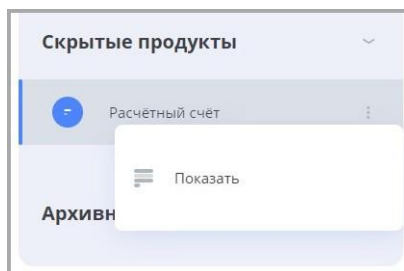 Скрытые продукты
Расчётный счёт
Показать
Архивн